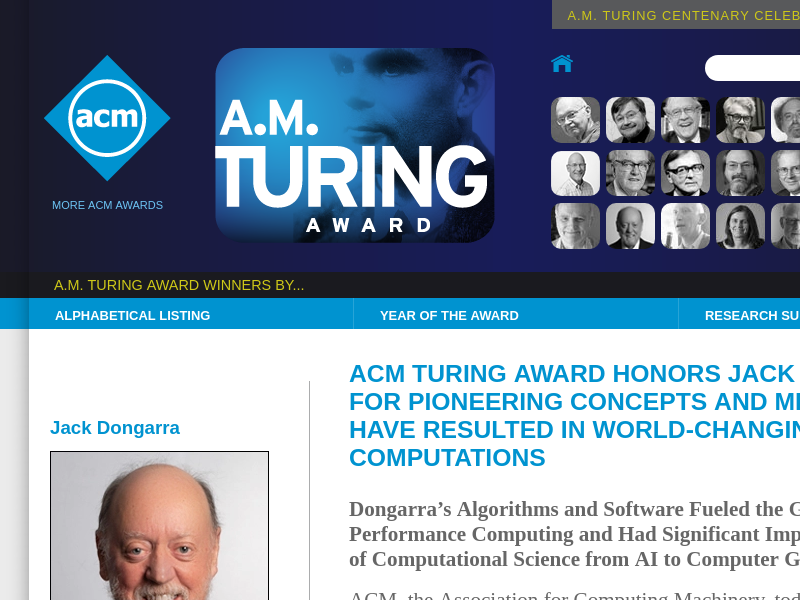 A.M. TURING CENTENARY CELEB
acm
MORE ACM AWARDS
A.M.
TURING
AWARD
A.M. TURING AWARD WINNERS BY...
ALPHABETICAL LISTING
YEAR OF THE AWARD
RESEARCH SU
Jack Dongarra
ACM TURING AWARD HONORS JACK
FOR PIONEERING CONCEPTS AND ME
HAVE RESULTED IN WORLD-CHANGIN
COMPUTATIONS
Dongarra’s Algorithms and Software Fueled the G
Performance Computing and Had Significant Imp
of Computational Science from AI to Computer G
ACM, the Association for Computing Machinery, tod